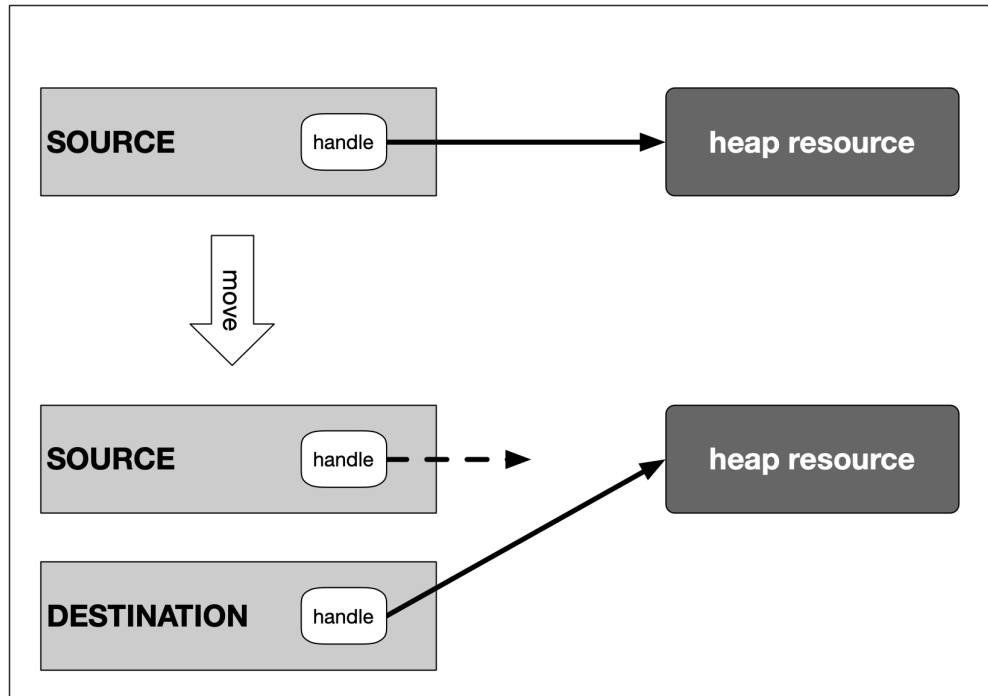 SOURCE
handle
heap resource
move
SOURCE
handle
heap resource
DESTINATION
handle